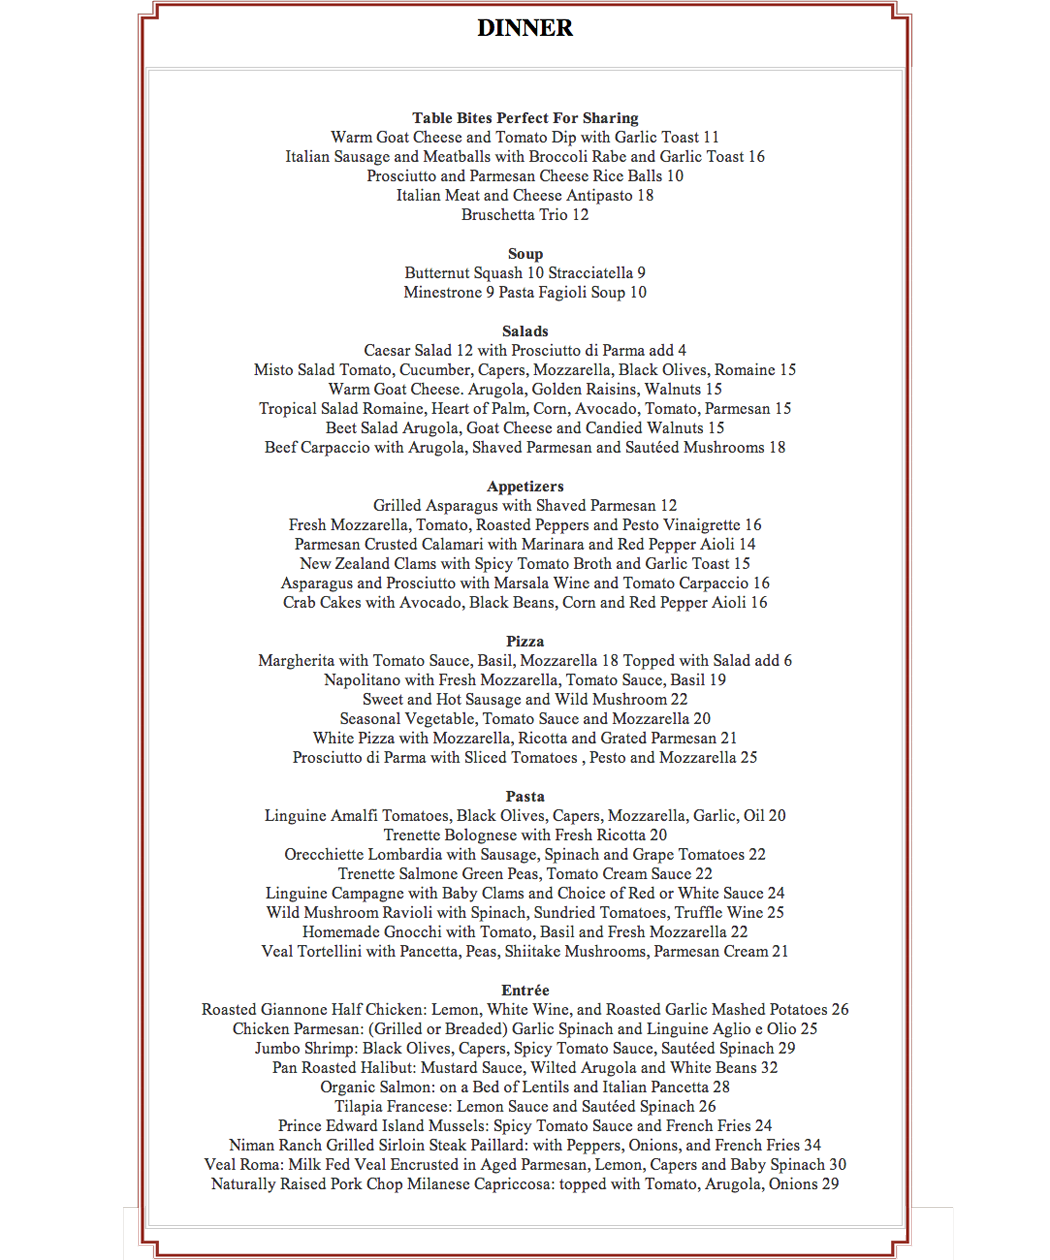 DINNER
Table Bites Perfect For Sharing
Warm Goat Cheese and Tomato Dip with Garlic Toast 11
Italian Sausage and Meatballs with Broccoli Rabe and Garlic Toast 16
Prosciutto and Parmesan Cheese Rice Balls 10
Italian Meat and Cheese Antipasto 18
Bruschetta Trio 12
Soup
Butternut Squash 10 Stracciatella 9
Minestrone 9 Pasta Fagioli Soup 10
Salads
Caesar Salad 12 with Prosciutto di Parma add 4
Misto Salad Tomato, Cucumber, Capers, Mozzarella, Black Olives, Romaine 15
Warm Goat Cheese. Arugola, Golden Raisins, Walnuts 15
Tropical Salad Romaine, Heart of Palm, Corn, Avocado, Tomato, Parmesan 15
Beet Salad Arugola, Goat Cheese and Candied Walnuts 15
Beef Carpaccio with Arugola, Shaved Parmesan and Sautéed Mushrooms 18
Appetizers
Grilled Asparagus with Shaved Parmesan 12
Fresh Mozzarella, Tomato, Roasted Peppers and Pesto Vinaigrette 16
Parmesan Crusted Calamari with Marinara and Red Pepper Aioli 14
New Zealand Clams with Spicy Tomato Broth and Garlic Toast 15
Asparagus and Prosciutto with Marsala Wine and Tomato Carpaccio 16
Crab Cakes with Avocado, Black Beans, Corn and Red Pepper Aioli 16
Pizza
Margherita with Tomato Sauce, Basil, Mozzarella 18 Topped with Salad add 6
Napolitano with Fresh Mozzarella, Tomato Sauce, Basil 19
Sweet and Hot Sausage and Wild Mushroom 22
Seasonal Vegetable, Tomato Sauce and Mozzarella 20
White Pizza with Mozzarella, Ricotta and Grated Parmesan 21
Prosciutto di Parma with Sliced Tomatoes , Pesto and Mozzarella 25
Pasta
Linguine Amalfi Tomatoes, Black Olives, Capers, Mozzarella, Garlic, Oil 20
Trenette Bolognese with Fresh Ricotta 20
Orecchiette Lombardia with Sausage, Spinach and Grape Tomatoes 22
Trenette Salmone Green Peas, Tomato Cream Sauce 22
Linguine Campagne with Baby Clams and Choice of Red or White Sauce 24
Wild Mushroom Ravioli with Spinach, Sundried Tomatoes, Truffle Wine 25
Homemade Gnocchi with Tomato, Basil and Fresh Mozzarella 22
Veal Tortellini with Pancetta, Peas, Shiitake Mushrooms, Parmesan Cream 21
Entrée
Roasted Giannone Half Chicken: Lemon, White Wine, and Roasted Garlic Mashed Potatoes 26
Chicken Parmesan: (Grilled or Breaded) Garlic Spinach and Linguine Aglio e Olio 25
Jumbo Shrimp: Black Olives, Capers, Spicy Tomato Sauce, Sautéed Spinach 29
Pan Roasted Halibut: Mustard Sauce, Wilted Arugola and White Beans 32
Organic Salmon: on a Bed of Lentils and Italian Pancetta 28
Tilapia Francese: Lemon Sauce and Sautéed Spinach 26
Prince Edward Island Mussels: Spicy Tomato Sauce and French Fries 24
Niman Ranch Grilled Sirloin Steak Paillard: with Peppers, Onions, and French Fries 34
Veal Roma: Milk Fed Veal Encrusted in Aged Parmesan, Lemon, Capers and Baby Spinach 30
Naturally Raised Pork Chop Milanese Capriccosa: topped with Tomato, Arugola, Onions 29